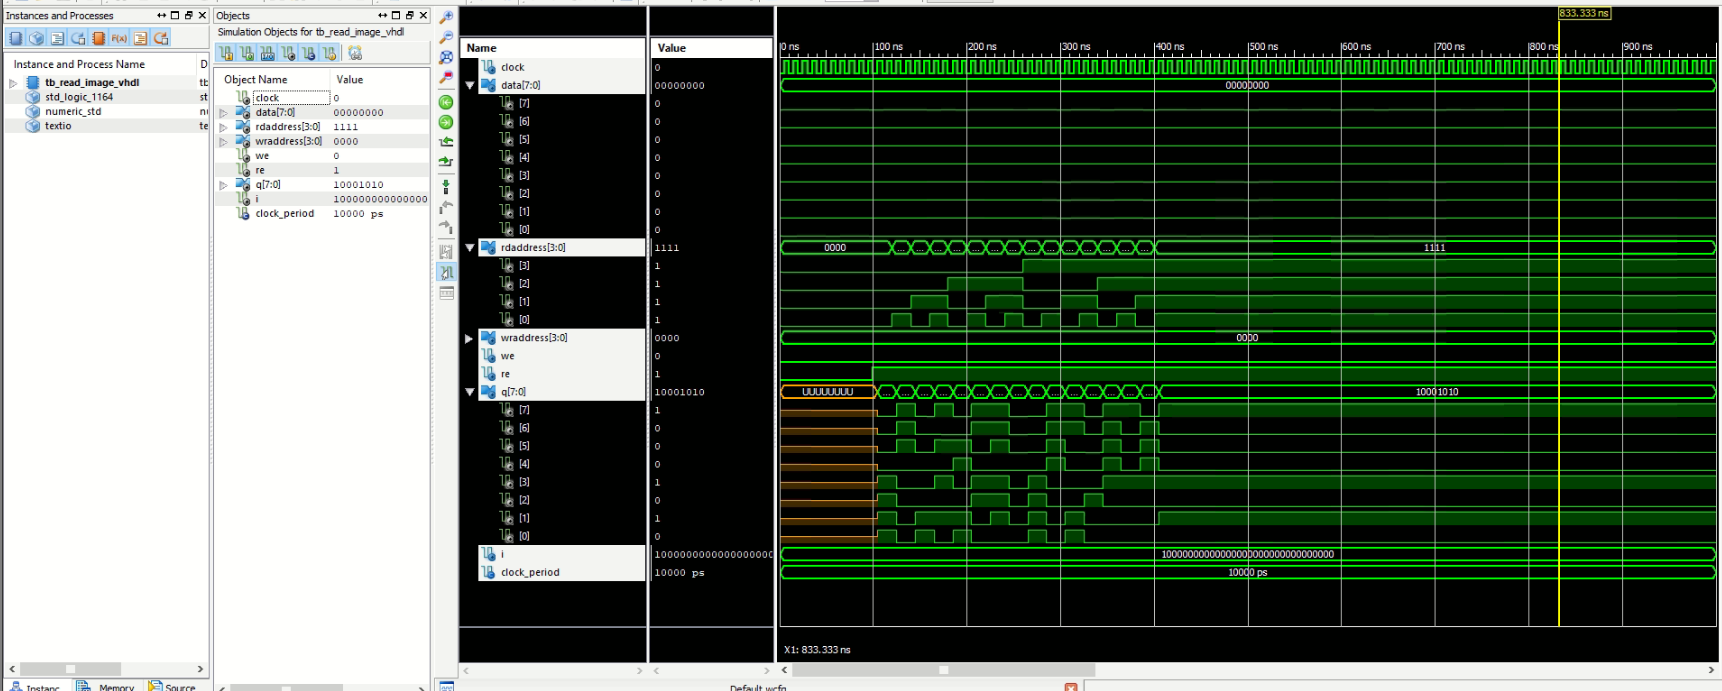 Instances and Processes
Instance and Process Name D
tb_read_image_vhdl tb
std_logic_1164 st
numeric_std nu
textio te
Instanc Memory Source
Objects
Simulation Objects for tb_read_image_vhdl
Object Name Value
clock 0
data[7:0] 00000000
rdaddress[3:0] 1111
wraddress[3:0] 0000
we 0
re 1
q[7:0] 10001010
i 100000000000000
clock_period 10000 ps
Name Value
clock 0
data[7:0] 00000000
[7] 0
[6] 0
[5] 0
[4] 0
[3] 0
[2] 0
[1] 0
[0] 0
rdaddress[3:0] 1111
[3] 1
[2] 1
[1] 1
[0] 1
wraddress[3:0] 0000
we 0
re 1
q[7:0] 10001010
[7] 1
[6] 0
[5] 0
[4] 0
[3] 1
[2] 0
[1] 1
[0] 0
i
clock_period 10000 ps
833.333 ns
0 ns 100 ns 200 ns 300 ns 400 ns 500 ns 600 ns 700 ns 800 ns 900 ns
00000000
0000 ... ... ... ... ... ... ... ... ... ... ... ... ... ... 1111
0000
UUUUUUUU ... ... ... ... ... ... ... ... ... ... ... ... ... ... ... 10001010
10000 ps
X1: 833.333 ns
Default.wcfg